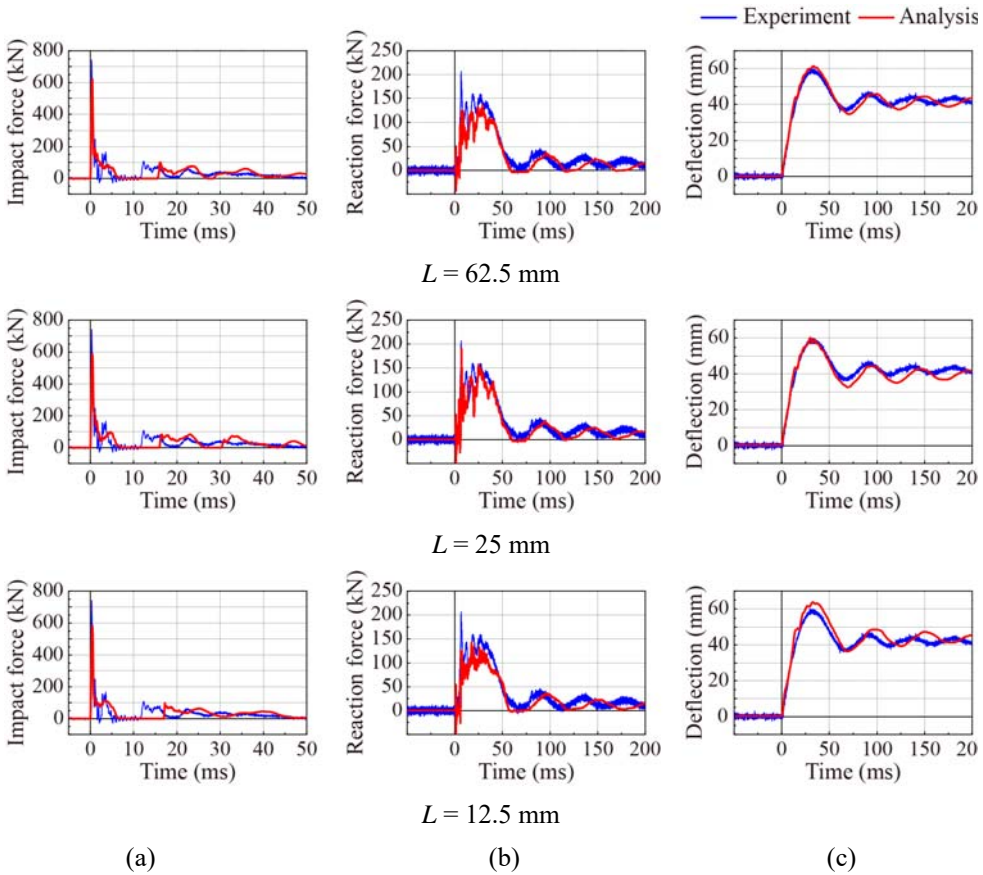 Experiment Analysis
Impact force (kN)
800
600
400
200
0
0 10 20 30 40 50
Time (ms)
Reaction force (kN)
250
200
150
100
50
0
-50
0 50 100 150 200
Time (ms)
Deflection (mm)
60
40
20
0
0 50 100 150 20
Time (ms)
L = 62.5 mm
Impact force (kN)
800
600
400
200
0
0 10 20 30 40 50
Time (ms)
Reaction force (kN)
250
200
150
100
50
0
-50
0 50 100 150 200
Time (ms)
Deflection (mm)
60
40
20
0
0 50 100 150 20
Time (ms)
L = 25 mm
Impact force (kN)
800
600
400
200
0
0 10 20 30 40 50
Time (ms)
Reaction force (kN)
250
200
150
100
50
0
-50
0 50 100 150 200
Time (ms)
Deflection (mm)
60
40
20
0
0 50 100 150 20
Time (ms)
L = 12.5 mm
(a) (b) (c)